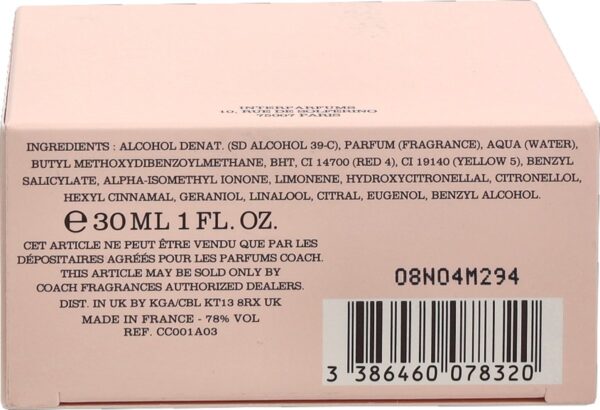 INTERPARFUMS
10, RUE DE SOLFERINO
75007 PARIS
INGREDIENTS : ALCOHOL DENAT. (SD ALCOHOL 39-C), PARFUM (FRAGRANCE), AQUA (WATER),
BUTYL METHOXYDIBENZOYLMETHANE, BHT, CI 14700 (RED 4), CI 19140 (YELLOW 5), BENZYL
SALICYLATE, ALPHA-ISOMETHYL IONONE, LIMONENE, HYDROXYCITRONELLAL, CITRONELLOL,
HEXYL CINNAMAL, GERANIOL, LINALOOL, CITRAL, EUGENOL, BENZYL ALCOHOL.
℮ 30 ML 1 FL. OZ.
CET ARTICLE NE PEUT ÊTRE VENDU QUE PAR LES
DÉPOSITAIRES AGRÉÉS POUR LES PARFUMS COACH.
THIS ARTICLE MAY BE SOLD ONLY BY
COACH FRAGRANCES AUTHORIZED DEALERS.
DIST. IN UK BY KGA/CBL KT13 8RX UK
MADE IN FRANCE - 78% VOL
REF. CC001A03
08N04M294
3 386460 078320